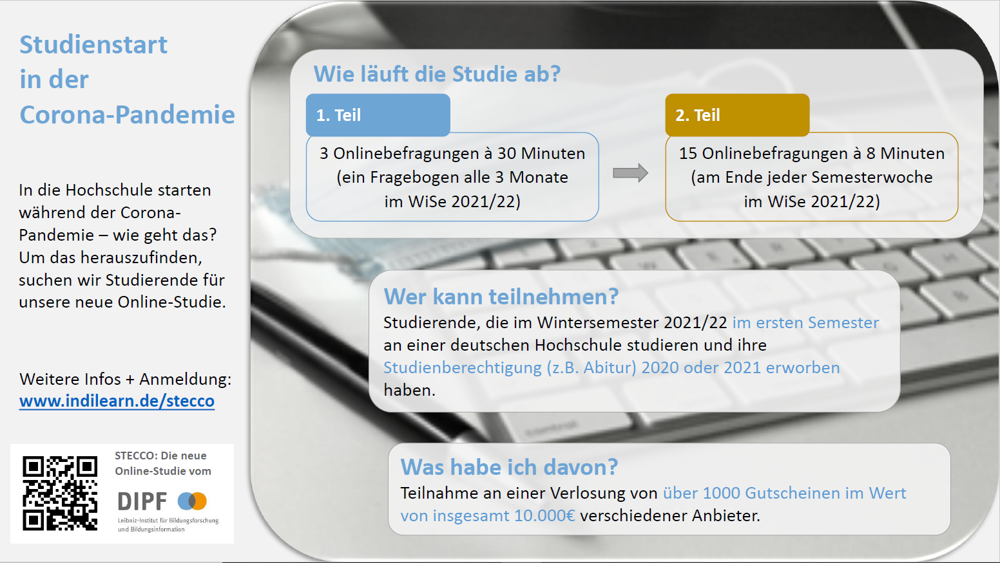 Studienstart
in der
Corona-Pandemie
In die Hochschule starten
während der Corona-
Pandemie – wie geht das?
Um das herauszufinden,
suchen wir Studierende für
unsere neue Online-Studie.
Weitere Infos + Anmeldung:
www.indilearn.de/stecco
STECCO: Die neue
Online-Studie vom
DIPF
Leibniz-Institut für Bildungsforschung
und Bildungsinformation
Wie läuft die Studie ab?
1. Teil
3 Onlinebefragungen à 30 Minuten
(ein Fragebogen alle 3 Monate
im WiSe 2021/22)
2. Teil
15 Onlinebefragungen à 8 Minuten
(am Ende jeder Semesterwoche
im WiSe 2021/22)
Wer kann teilnehmen?
Studierende, die im Wintersemester 2021/22 im ersten Semester
an einer deutschen Hochschule studieren und ihre
Studienberechtigung (z.B. Abitur) 2020 oder 2021 erworben
haben.
control
Was habe ich davon?
Teilnahme an einer Verlosung von über 1000 Gutscheinen im Wert
von insgesamt 10.000€ verschiedener Anbieter.